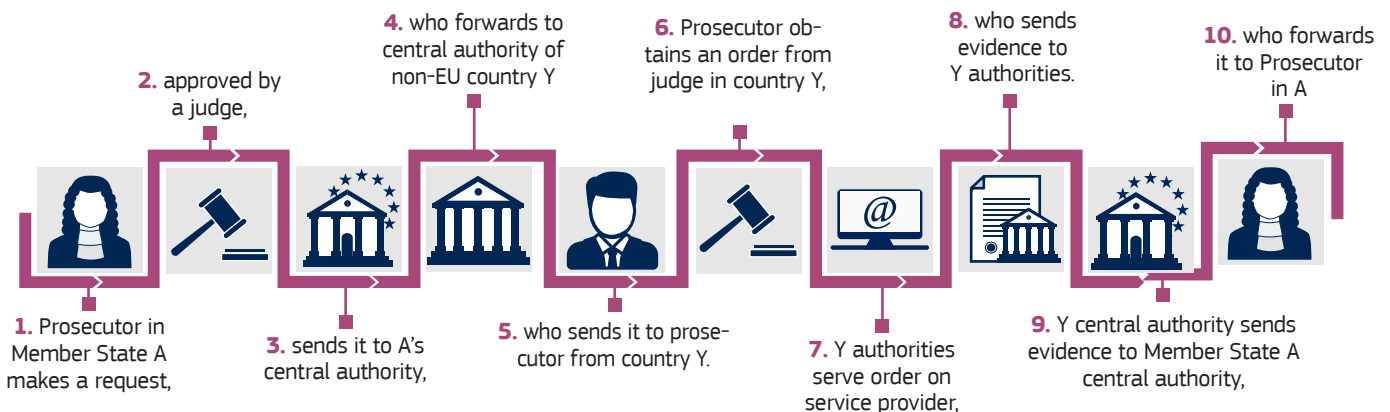 1. Prosecutor in
Member State A
makes a request,
2. approved by
a judge,
3. sends it to A's
central authority,
4. who forwards to
central authority of
non-EU country Y
5. who sends it to prose-
cutor from country Y.
6. Prosecutor ob-
tains an order from
judge in country Y,
7. Y authorities
serve order on
service provider,
@
8. who sends
evidence to
Y authorities.
9. Y central authority sends
evidence to Member State A
central authority,
10. who forwards
it to Prosecutor
in A